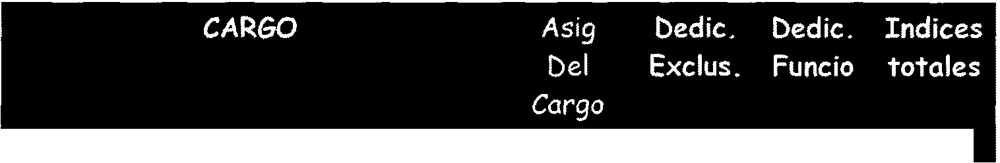 CARGO Asig Dedic. Dedic. Indices
Del Exclus. Funcio totales
Cargo